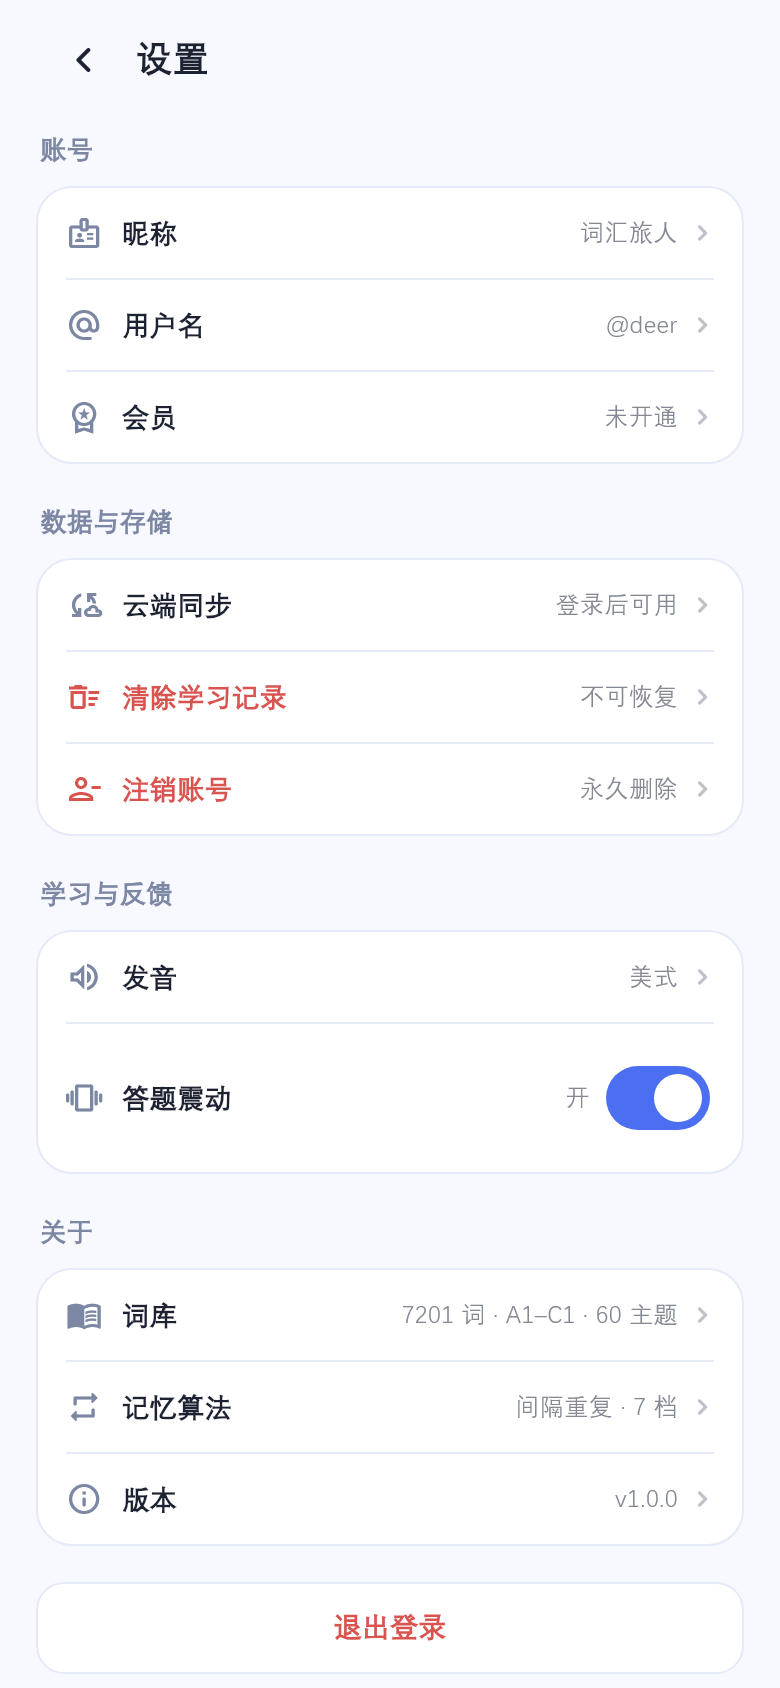 设置
账号
昵称 词汇旅人
用户名 @deer
会员 未开通
数据与存储
云端同步 登录后可用
清除学习记录 不可恢复
注销账号 永久删除
学习与反馈
发音 美式
答题震动 开
关于
词库 7201 词 · A1–C1 · 60 主题
记忆算法 间隔重复 · 7 档
版本 v1.0.0
退出登录